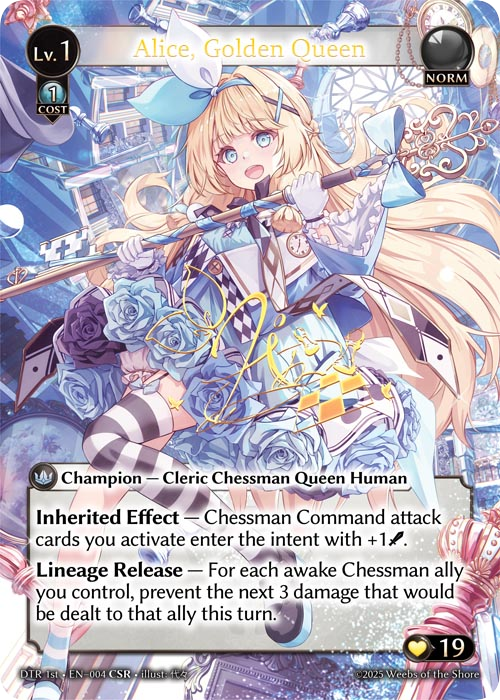 Lv. 1
Alice, Golden Queen
NORM
1
COST
Champion — Cleric Chessman Queen Human
Inherited Effect — Chessman Command attack
cards you activate enter the intent with +1.
Lineage Release — For each awake Chessman ally
you control, prevent the next 3 damage that would
be dealt to that ally this turn.
19
DTR 1st • EN-004 CSR • illust: 代々
©2025 Weebs of the Shore